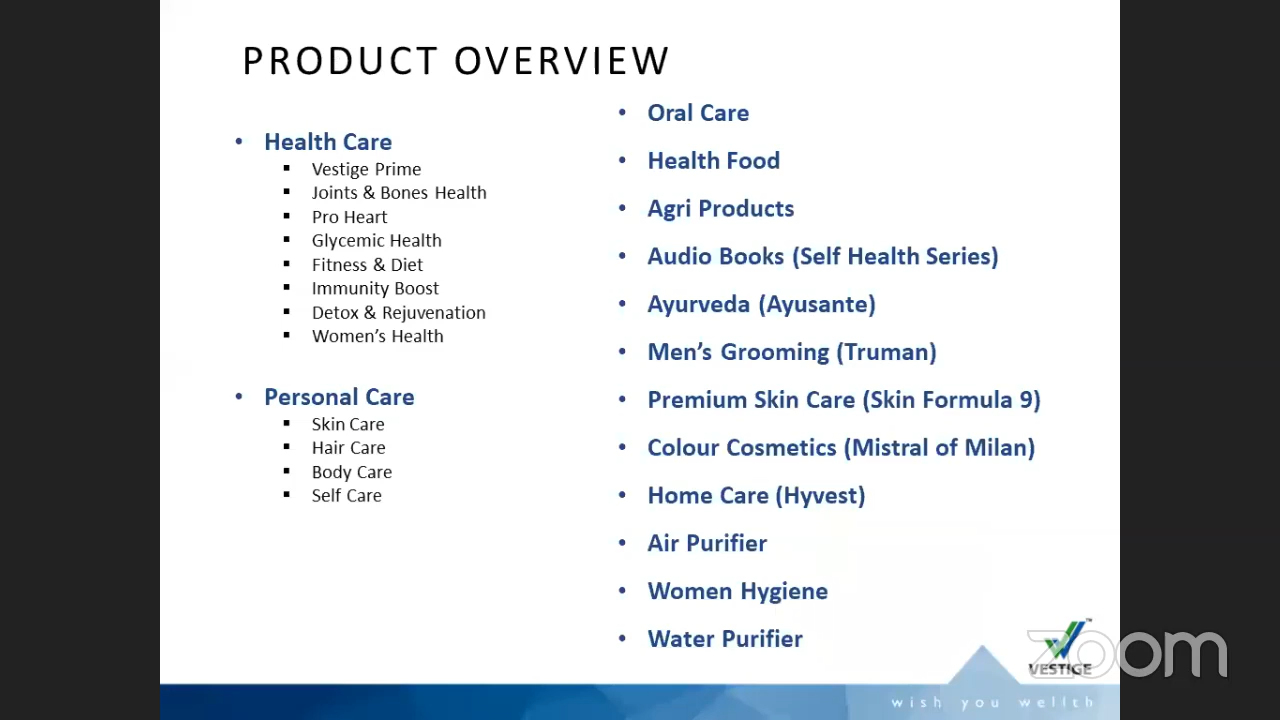 PRODUCT OVERVIEW
• Health Care
▪ Vestige Prime
▪ Joints & Bones Health
▪ Pro Heart
▪ Glycemic Health
▪ Fitness & Diet
▪ Immunity Boost
▪ Detox & Rejuvenation
▪ Women’s Health
• Personal Care
▪ Skin Care
▪ Hair Care
▪ Body Care
▪ Self Care
• Oral Care
• Health Food
• Agri Products
• Audio Books (Self Health Series)
• Ayurveda (Ayusante)
• Men’s Grooming (Truman)
• Premium Skin Care (Skin Formula 9)
• Colour Cosmetics (Mistral of Milan)
• Home Care (Hyvest)
• Air Purifier
• Women Hygiene
• Water Purifier
zoom
VESTIGE
wish you wellth